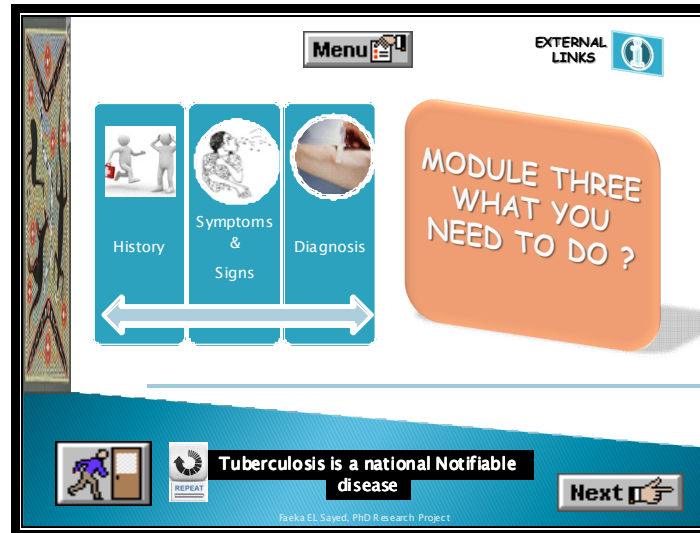 Menu
EXTERNAL
LINKS
History
Symptoms
&
Signs
Diagnosis
MODULE THREE
WHAT YOU
NEED TO DO ?
REPEAT
Tuberculosis is a national Notifiable
disease
Next
Faeka EL Sayed, PhD Research Project